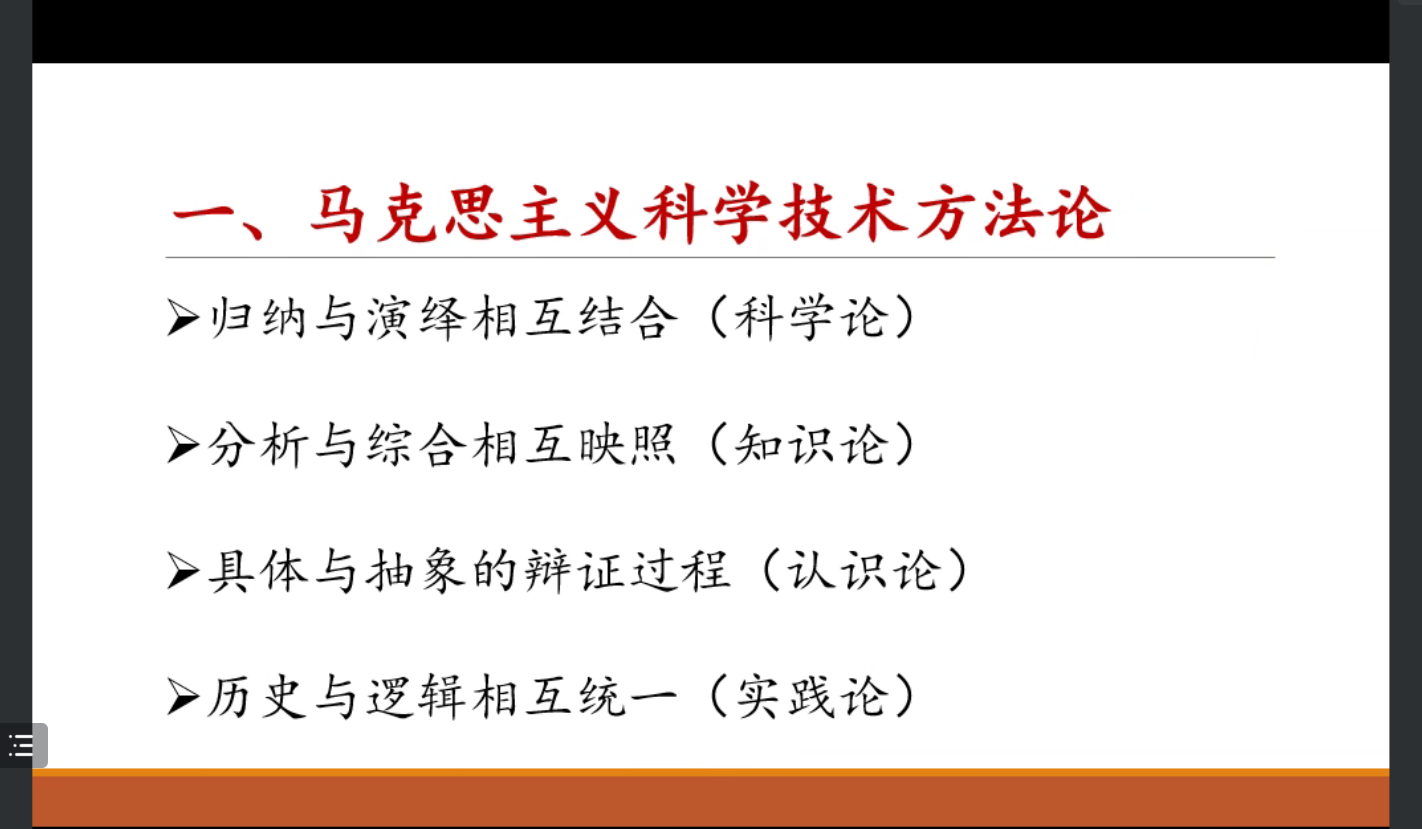 一、马克思主义科学技术方法论
➢归纳与演绎相互结合（科学论）
➢分析与综合相互映照（知识论）
➢具体与抽象的辩证过程（认识论）
➢历史与逻辑相互统一（实践论）